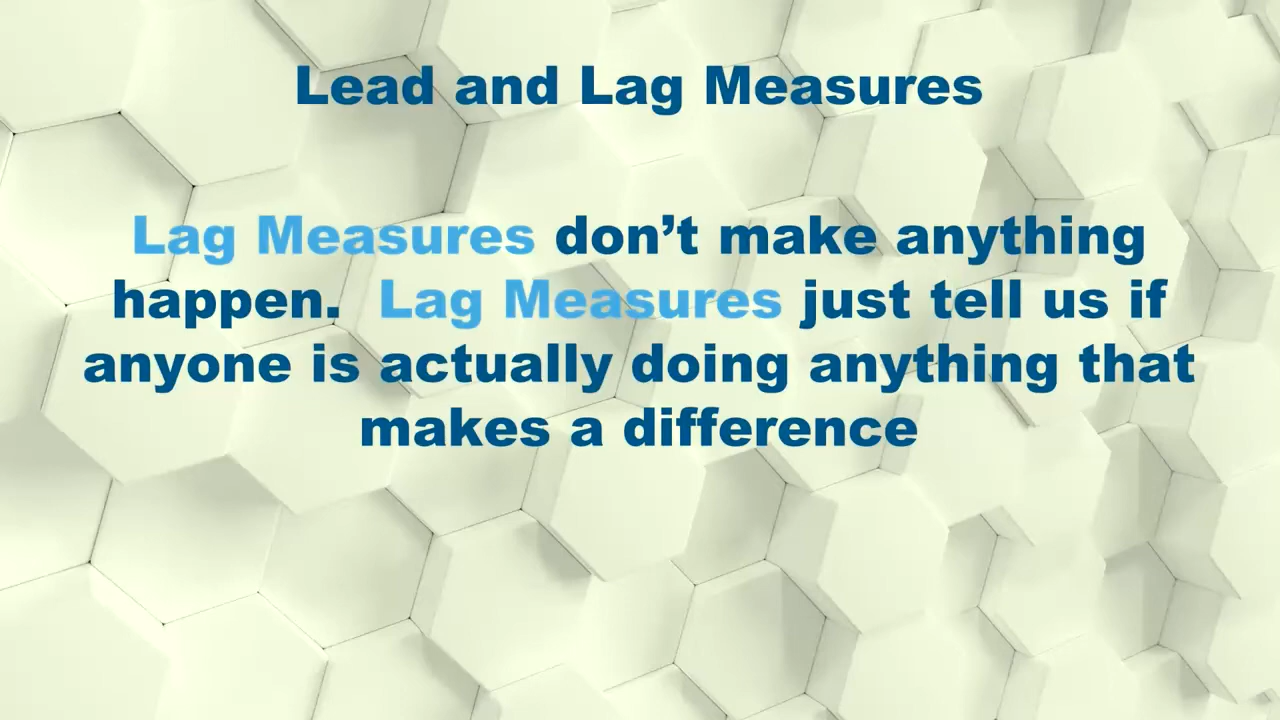 Lead and Lag Measures
Lag Measures don’t make anything
happen.  Lag Measures just tell us if
anyone is actually doing anything that
makes a difference